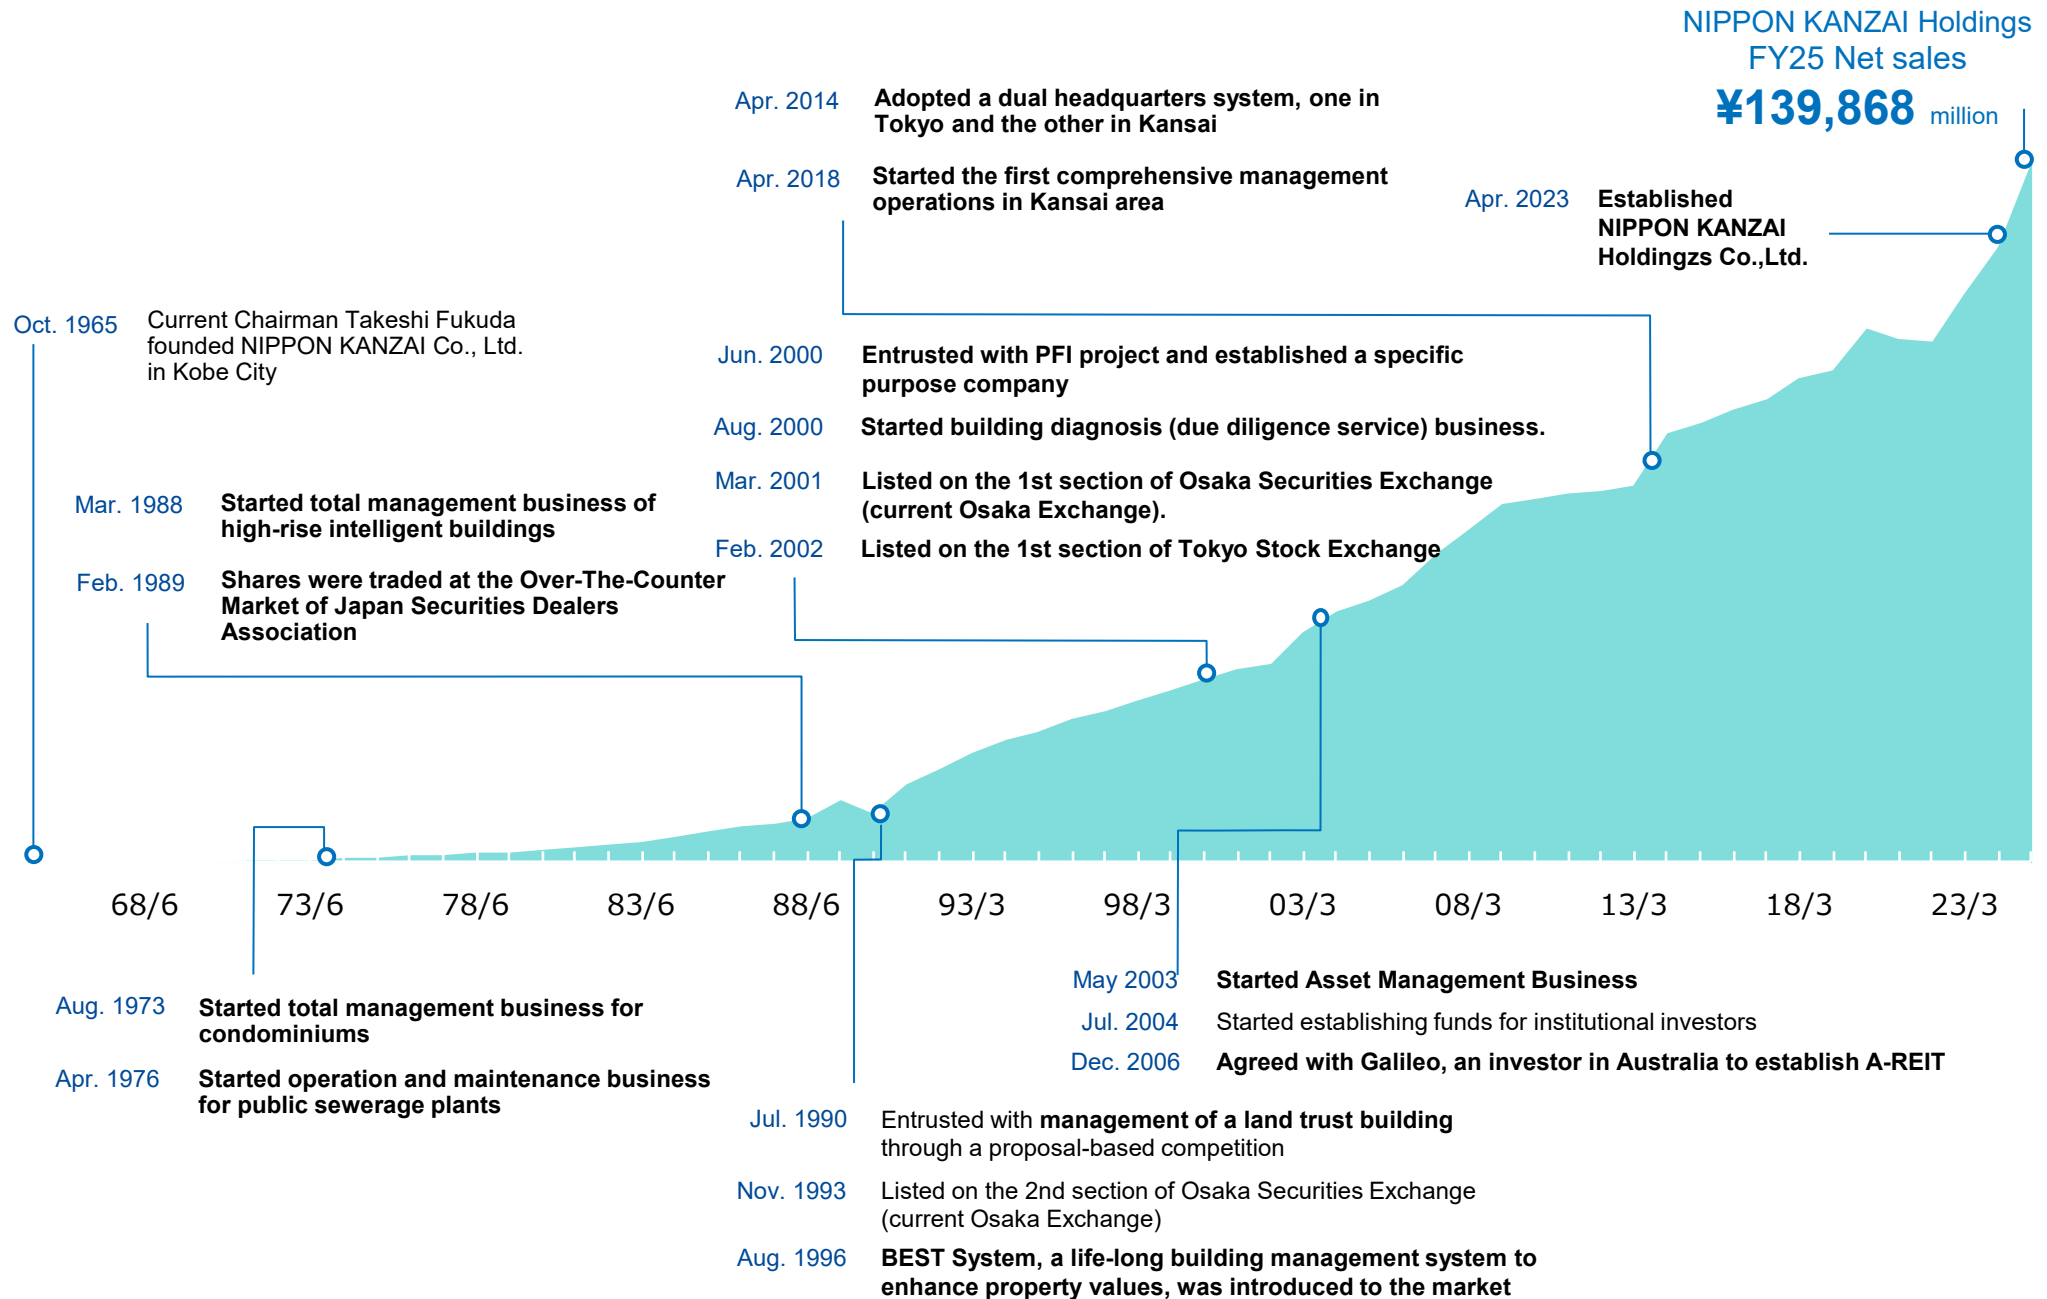 NIPPON KANZAI Holdings
FY25 Net sales
¥139,868 million
Apr. 2014 Adopted a dual headquarters system, one in
Tokyo and the other in Kansai
Apr. 2018 Started the first comprehensive management
operations in Kansai area
Apr. 2023 Established
NIPPON KANZAI
Holdingzs Co.,Ltd.
Oct. 1965 Current Chairman Takeshi Fukuda
founded NIPPON KANZAI Co., Ltd.
in Kobe City
Jun. 2000 Entrusted with PFI project and established a specific
purpose company
Aug. 2000 Started building diagnosis (due diligence service) business.
Mar. 2001 Listed on the 1st section of Osaka Securities Exchange
(current Osaka Exchange).
Feb. 2002 Listed on the 1st section of Tokyo Stock Exchange
Mar. 1988 Started total management business of
high-rise intelligent buildings
Feb. 1989 Shares were traded at the Over-The-Counter
Market of Japan Securities Dealers
Association
68/6 73/6 78/6 83/6 88/6 93/3 98/3 03/3 08/3 13/3 18/3 23/3
Aug. 1973 Started total management business for
condominiums
Apr. 1976 Started operation and maintenance business
for public sewerage plants
May 2003 Started Asset Management Business
Jul. 2004 Started establishing funds for institutional investors
Dec. 2006 Agreed with Galileo, an investor in Australia to establish A-REIT
Jul. 1990 Entrusted with management of a land trust building
through a proposal-based competition
Nov. 1993 Listed on the 2nd section of Osaka Securities Exchange
(current Osaka Exchange)
Aug. 1996 BEST System, a life-long building management system to
enhance property values, was introduced to the market